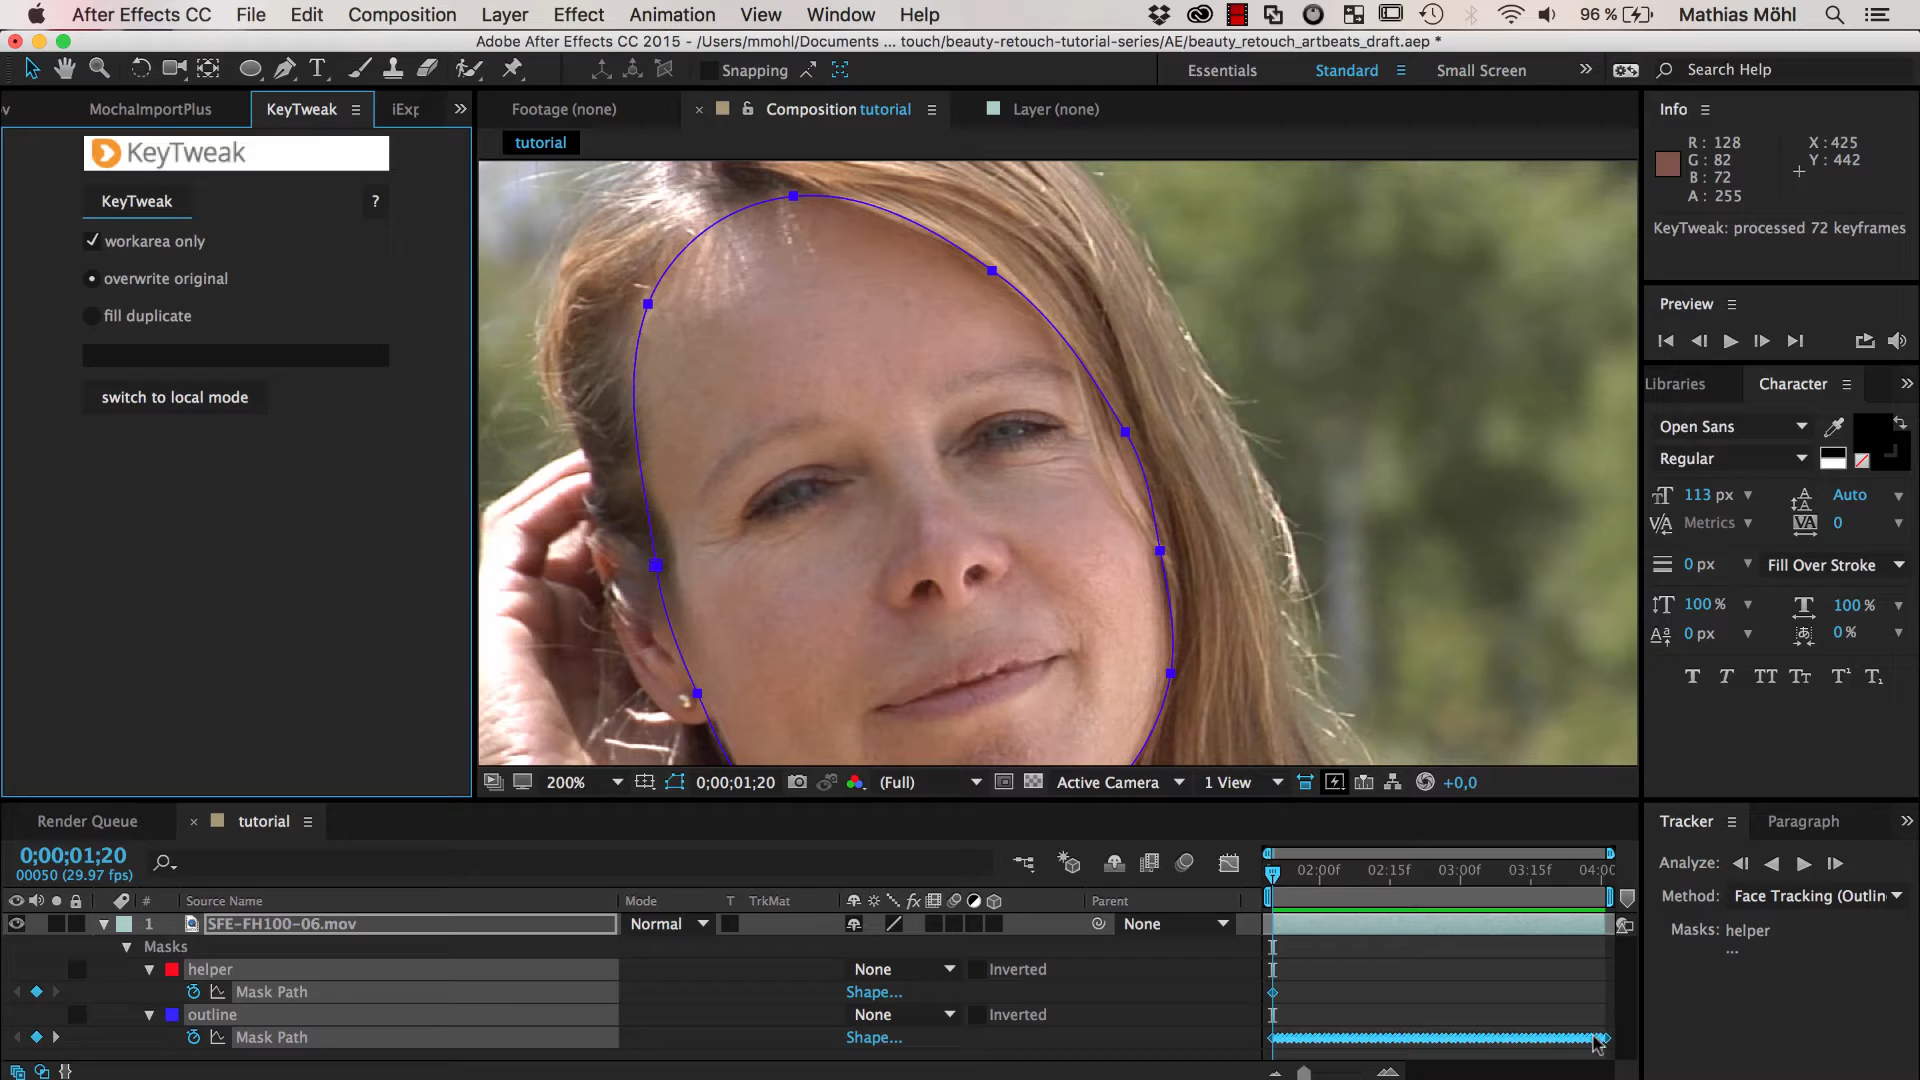 After Effects CC File Edit Composition Layer Effect Animation View Window Help 96 % Mathias Möhl
Adobe After Effects CC 2015 - /Users/mmohl/Documents ... touch/beauty-retouch-tutorial-series/AE/beauty_retouch_artbeats_draft.aep *
Snapping Essentials Standard Small Screen Search Help
MochaImportPlus KeyTweak iExp
Footage (none) Composition tutorial Layer (none)
tutorial
KeyTweak
KeyTweak ?
workarea only
overwrite original
fill duplicate
switch to local mode
Info
R : 128 X : 425
G : 82 Y : 442
B : 72
A : 255
KeyTweak: processed 72 keyframes
Preview
Libraries Character
Open Sans
Regular
113 px Auto
Metrics 0
0 px Fill Over Stroke
100 % 100 %
0 px 0 %
T T TT Tт T¹ T₁
200% 0;00;01;20 (Full) Active Camera 1 View +0,0
Render Queue tutorial
0;00;01;20
00050 (29.97 fps)
02:00f 02:15f 03:00f 03:15f 04:00
# Source Name Mode T TrkMat fx Parent
1 SFE-FH100-06.mov Normal None
Masks
helper None Inverted
Mask Path Shape...
outline None Inverted
Mask Path Shape...
Tracker Paragraph
Analyze:
Method: Face Tracking (Outlin
Masks: helper
...